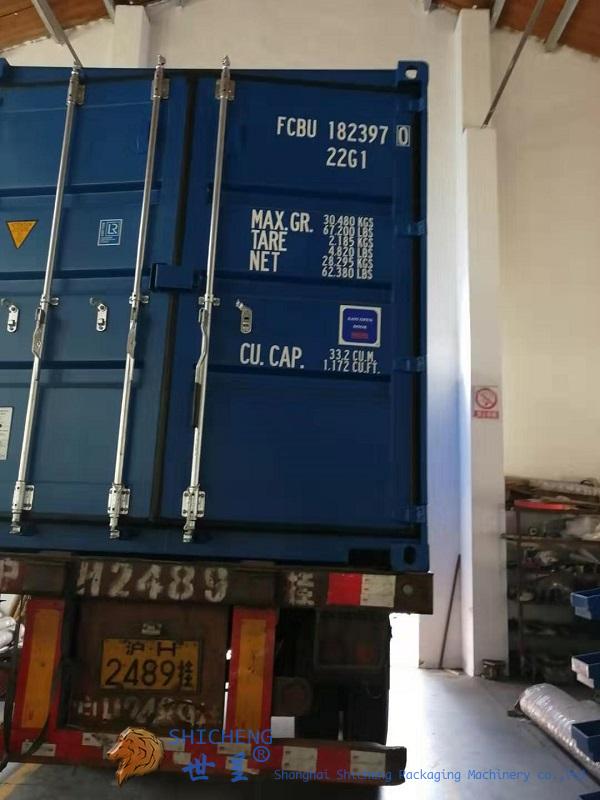 FCBU 182397 0
22G1
MAX.GR. 30.480 KGS
67.200 LBS
TARE 2.185 KGS
4.820 LBS
NET 28.295 KGS
62.380 LBS
CU. CAP. 33,2 CU.M.
1.172 CU.FT.
H2489 挂
沪·H
2489挂
SHICHENG®
世圣
Shanghai Shicheng Packaging Machinery co.,